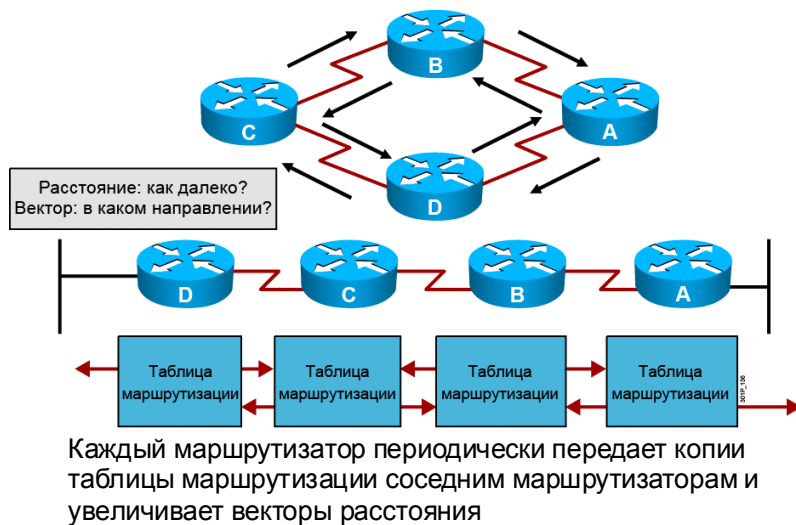 B
C
A
D
Расстояние: как далеко?
Вектор: в каком направлении?
D
C
B
A
Таблица
маршрутизации
Таблица
маршрутизации
Таблица
маршрутизации
Таблица
маршрутизации
301P_136
Каждый маршрутизатор периодически передает копии
таблицы маршрутизации соседним маршрутизаторам и
увеличивает векторы расстояния